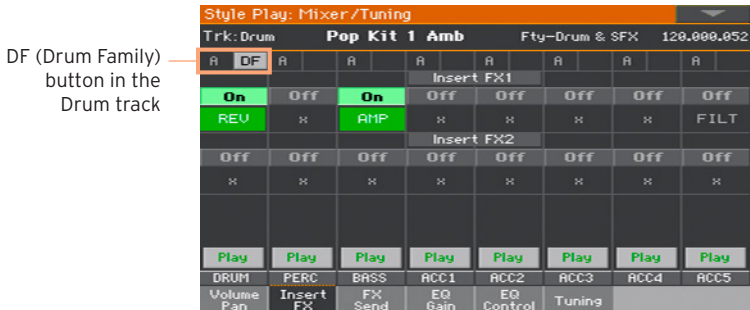 Style Play: Mixer/Tuning
Trk:Drum Pop Kit 1 Amb Fty-Drum & SFX 120.000.052
DF (Drum Family)
button in the
Drum track
A DF A A A A A A A
Insert FX1
On Off On Off Off Off Off Off
REV x AMP x x x x FILT
Insert FX2
Off Off Off Off Off Off Off Off
x x x x x x x x
Play Play Play Play Play Play Play Play
DRUM PERC BASS ACC1 ACC2 ACC3 ACC4 ACC5
Volume Insert FX EQ EQ Tuning
Pan FX Send Gain Control